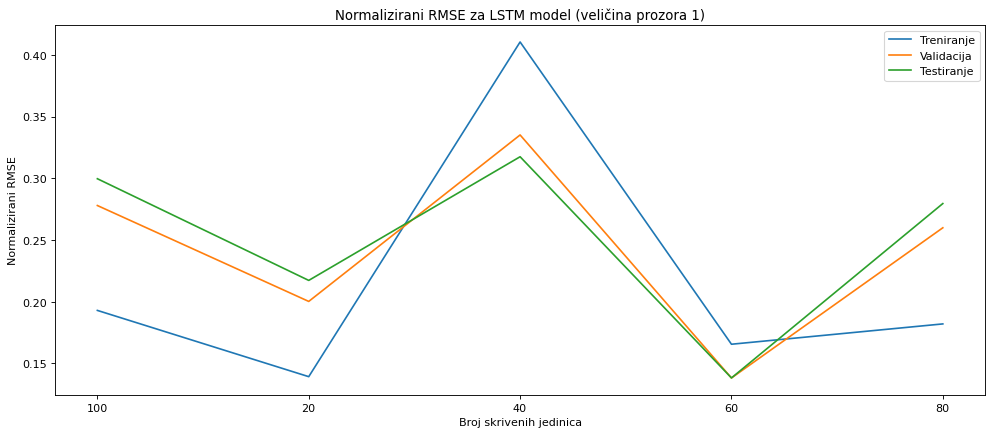 Normalizirani RMSE za LSTM model (veličina prozora 1)
Treniranje
Validacija
Testiranje
Normalizirani RMSE
0.40
0.35
0.30
0.25
0.20
0.15
100 20 40 60 80
Broj skrivenih jedinica